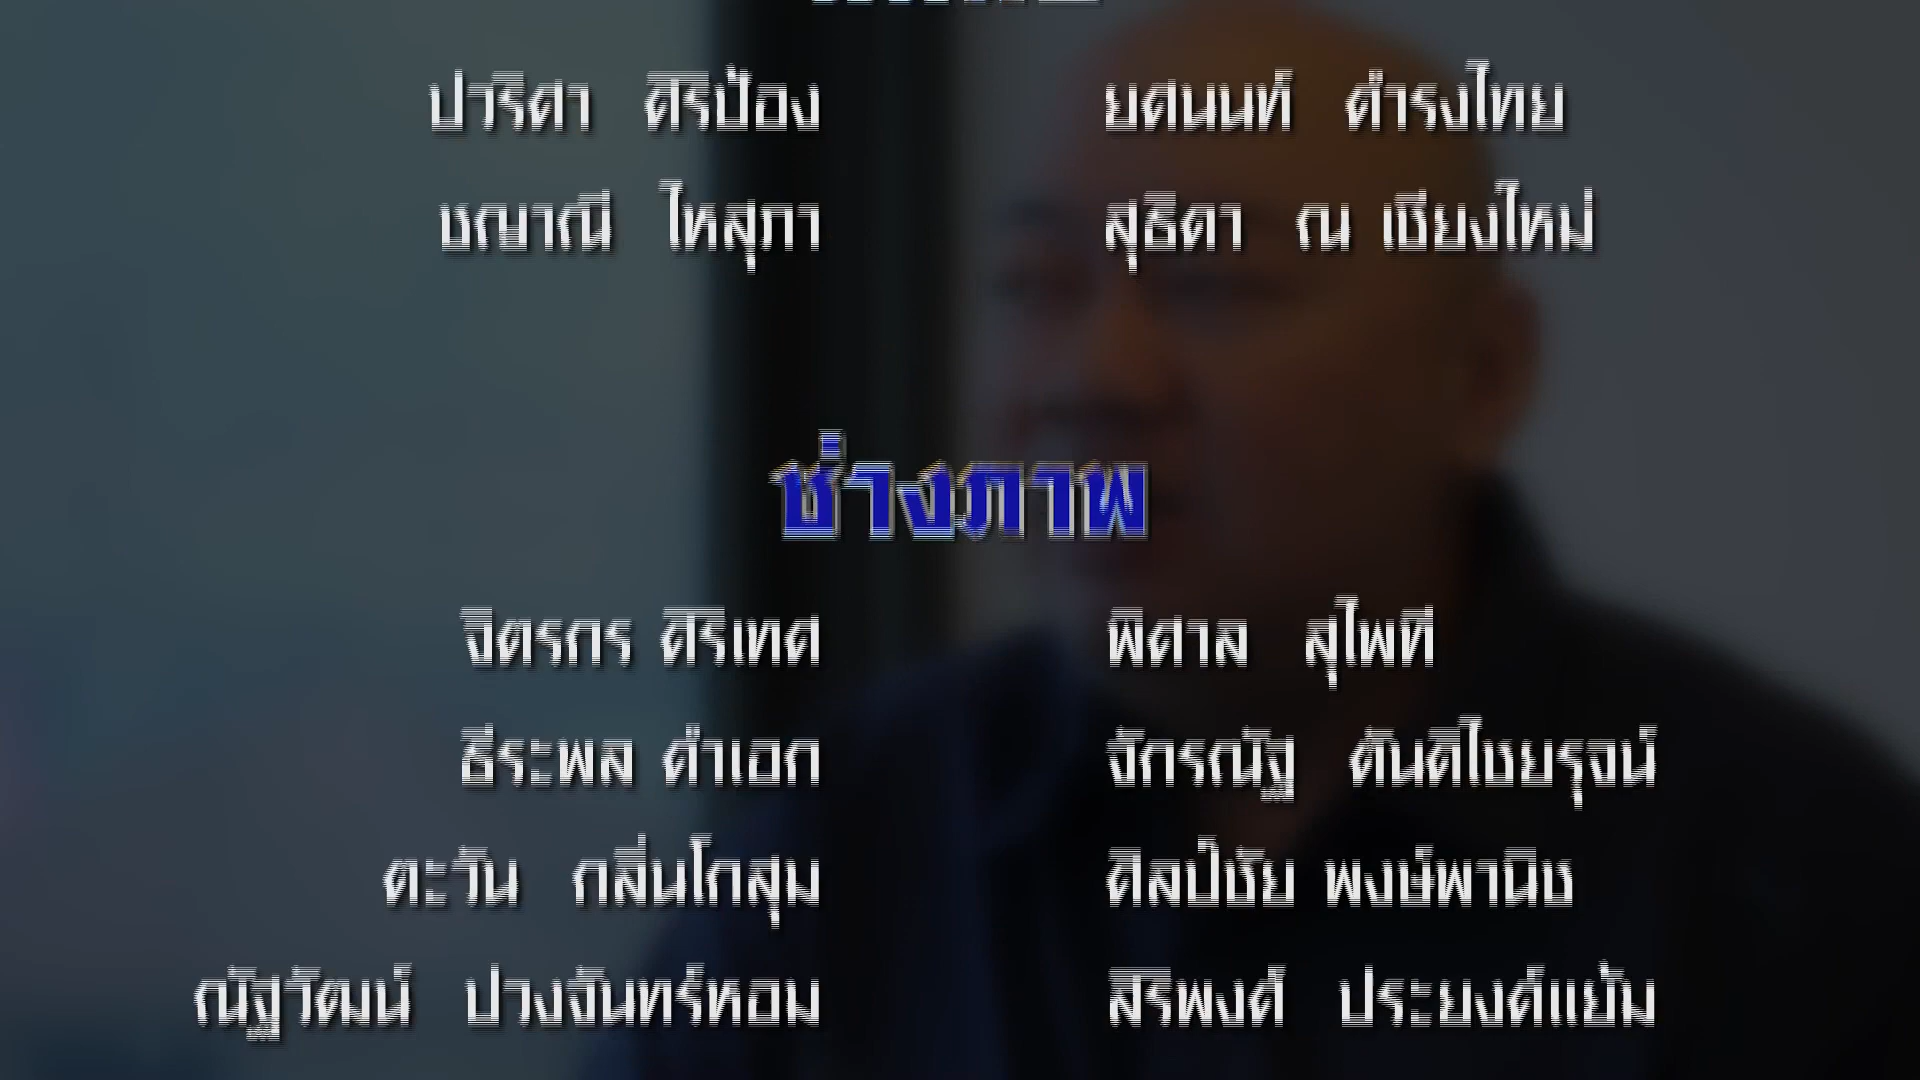 ปวริศา ศิริป้อง ยศนนท์ ดำรงไทย
ชญาณี ไหสุภา สุธิดา ณ เชียงใหม่
ช่างภาพ
จิตรกร ศิริเทศ พิศาล สุโพที
ธีระพล คำเอก จักรณัฐ ตันติไชยรุจน์
ตะวัน กลิ่นโกสุม ศิลป์ชัย พงษ์พานิช
ณัฐวัฒน์ ปวงจันทร์หอม สิริพงศ์ ประยงค์แย้ม